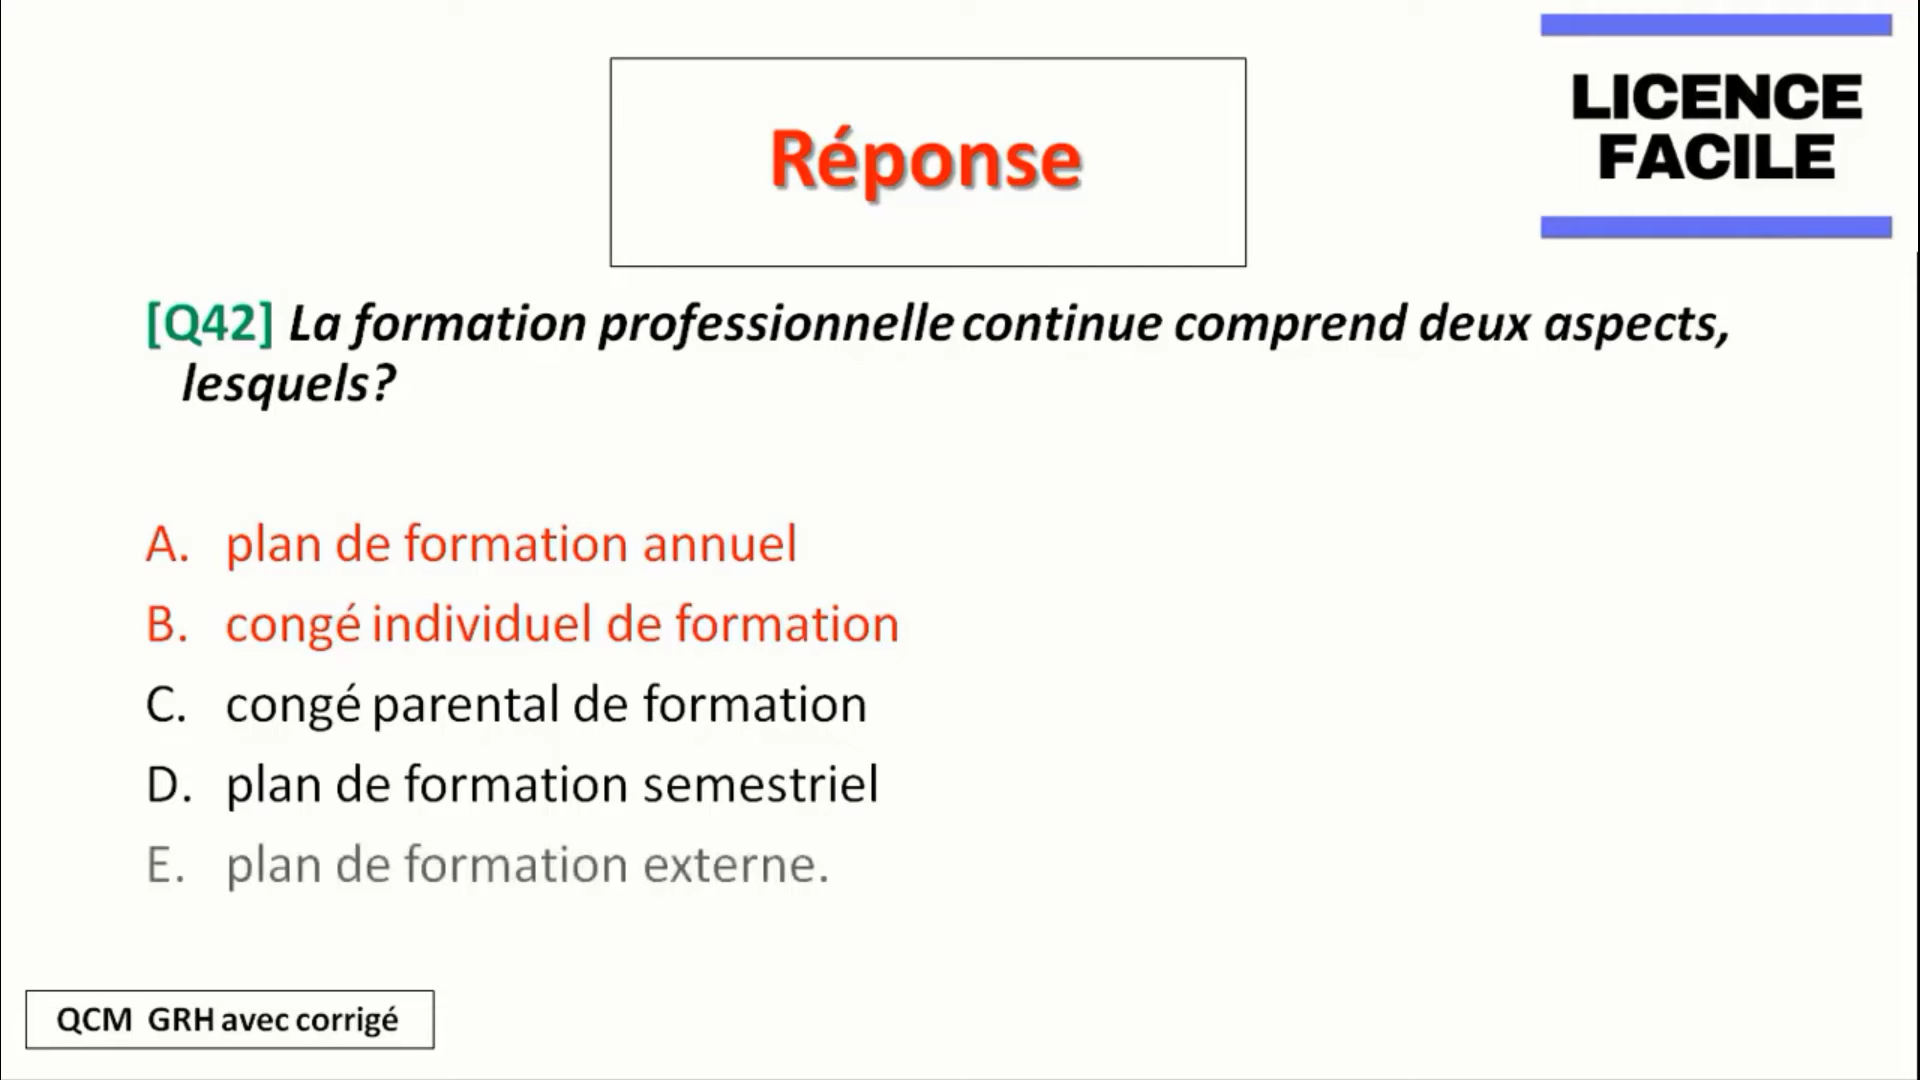 LICENCE
FACILE
Réponse
[Q42] La formation professionnelle continue comprend deux aspects,
lesquels?
A. plan de formation annuel
B. congé individuel de formation
C. congé parental de formation
D. plan de formation semestriel
E. plan de formation externe.
QCM GRH avec corrigé